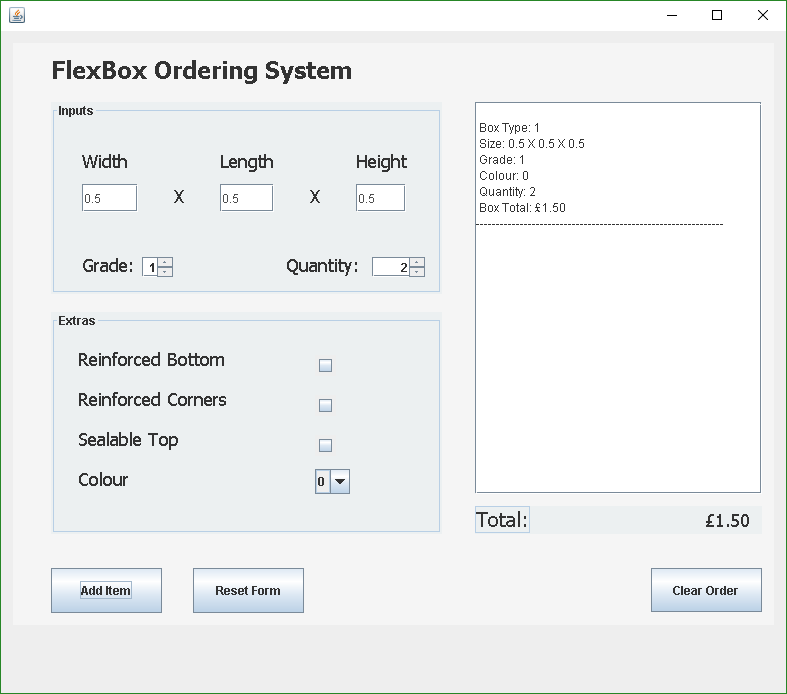 FlexBox Ordering System
Inputs
Width Length Height
0.5 X 0.5 X 0.5
Grade: 1 Quantity: 2
Extras
Reinforced Bottom
Reinforced Corners
Sealable Top
Colour 0
Add Item Reset Form
Box Type: 1
Size: 0.5 X 0.5 X 0.5
Grade: 1
Colour: 0
Quantity: 2
Box Total: £1.50
--------------------------------------------------------------
Total: £1.50
Clear Order